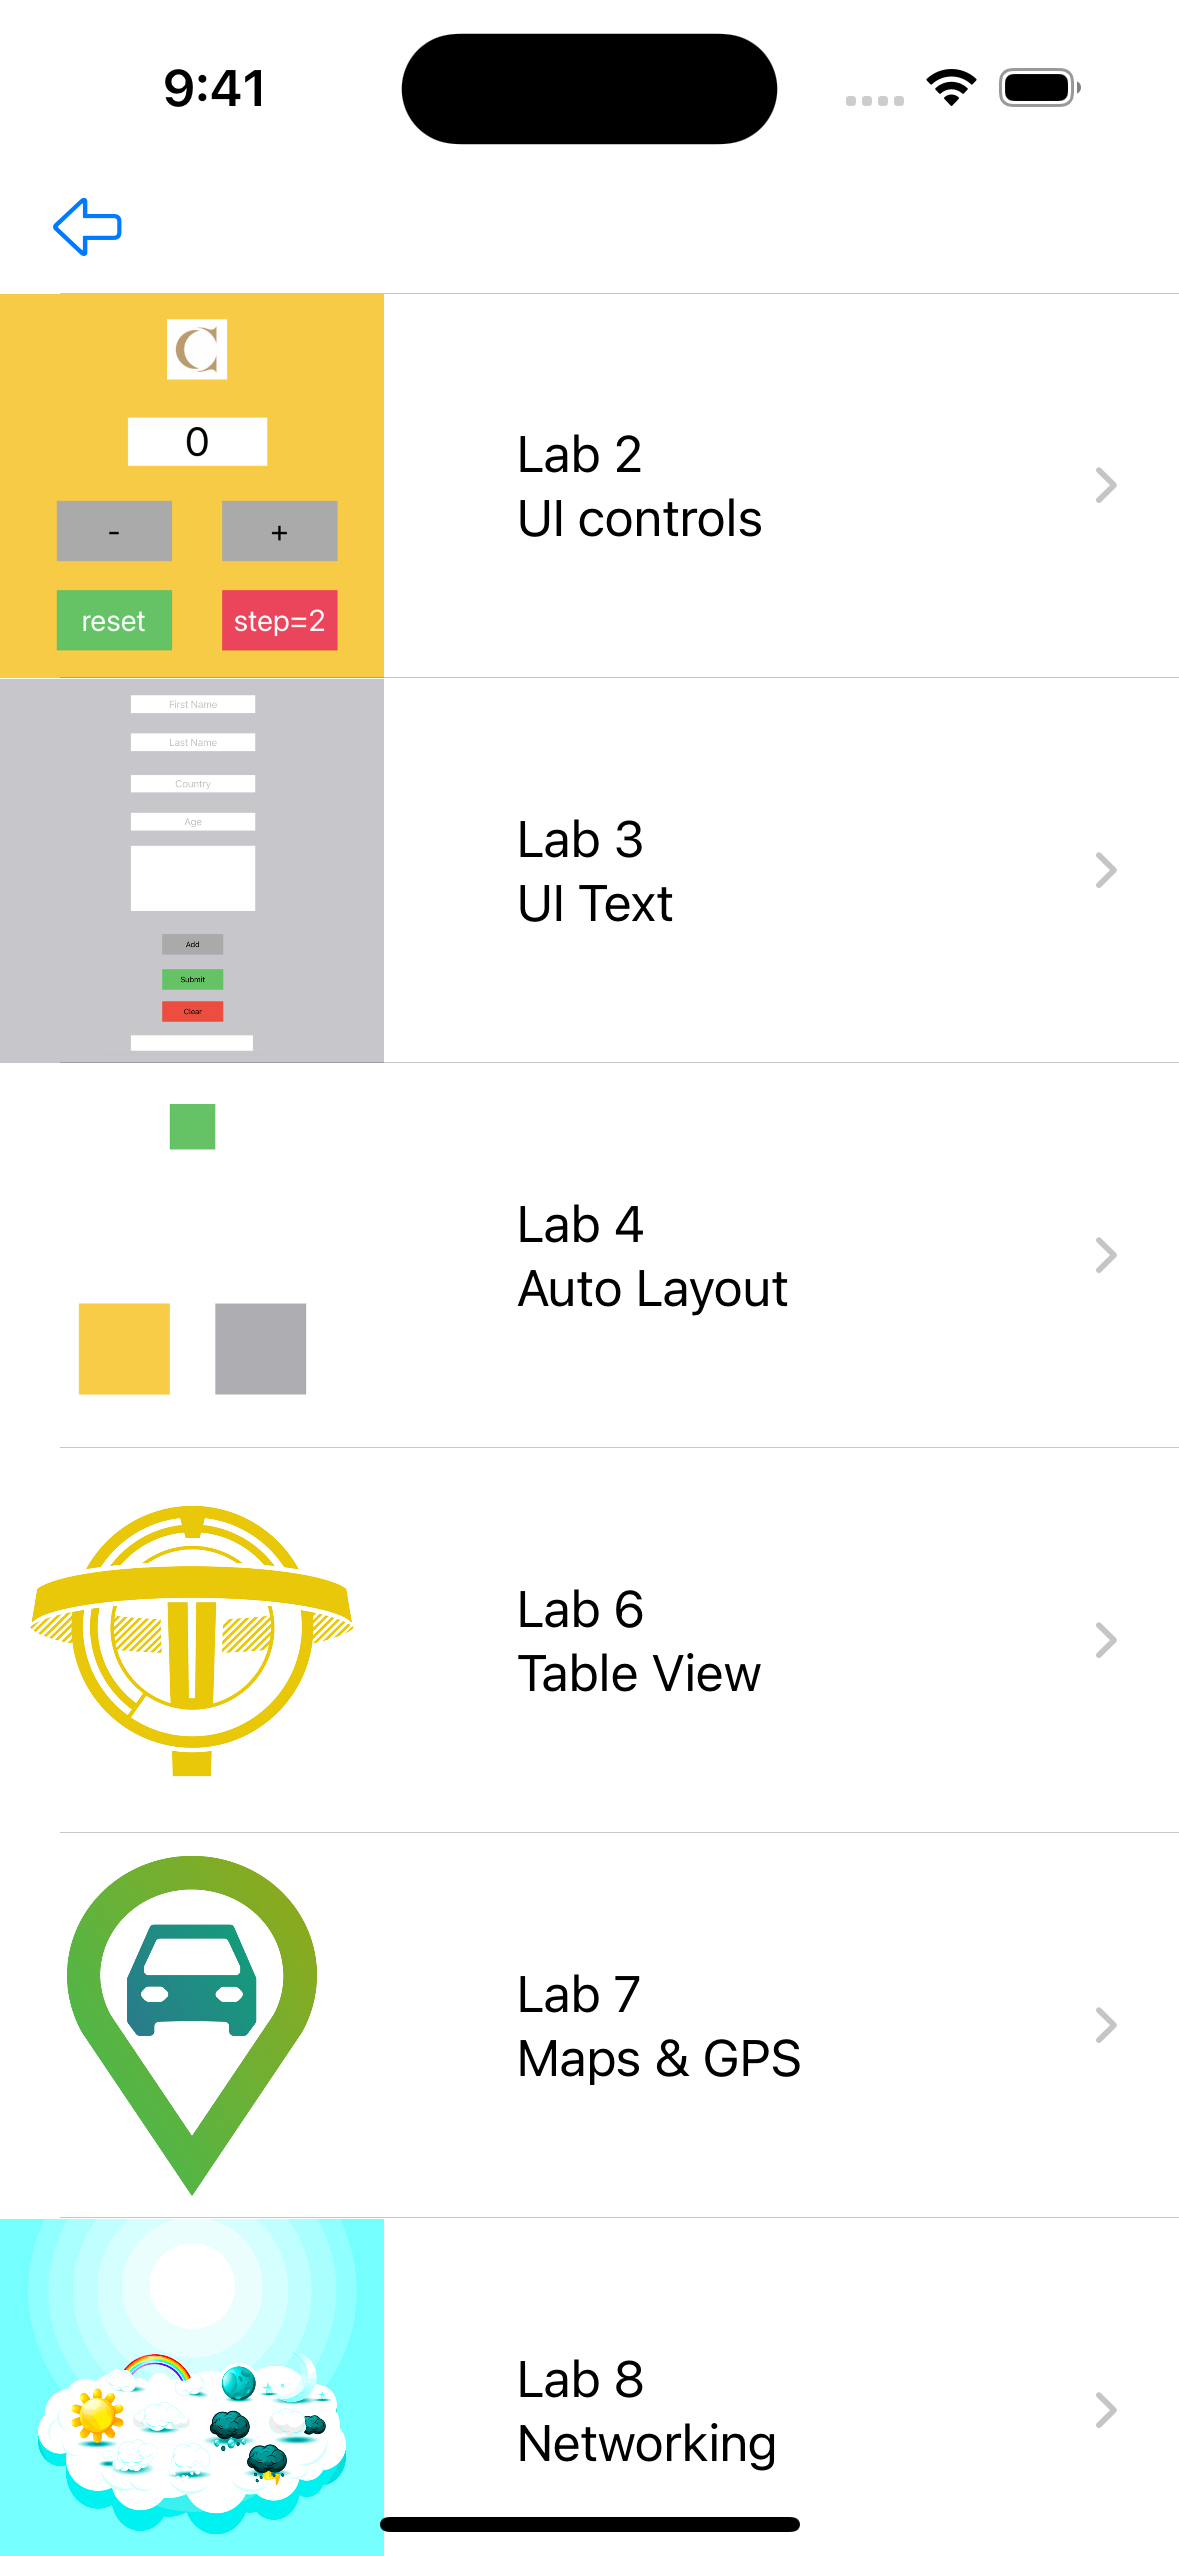 9:41
C
0
- +
reset step=2
Lab 2
UI controls
First Name
Last Name
Country
Age
Add
Submit
Clear
Lab 3
UI Text
Lab 4
Auto Layout
Lab 6
Table View
Lab 7
Maps & GPS
Lab 8
Networking